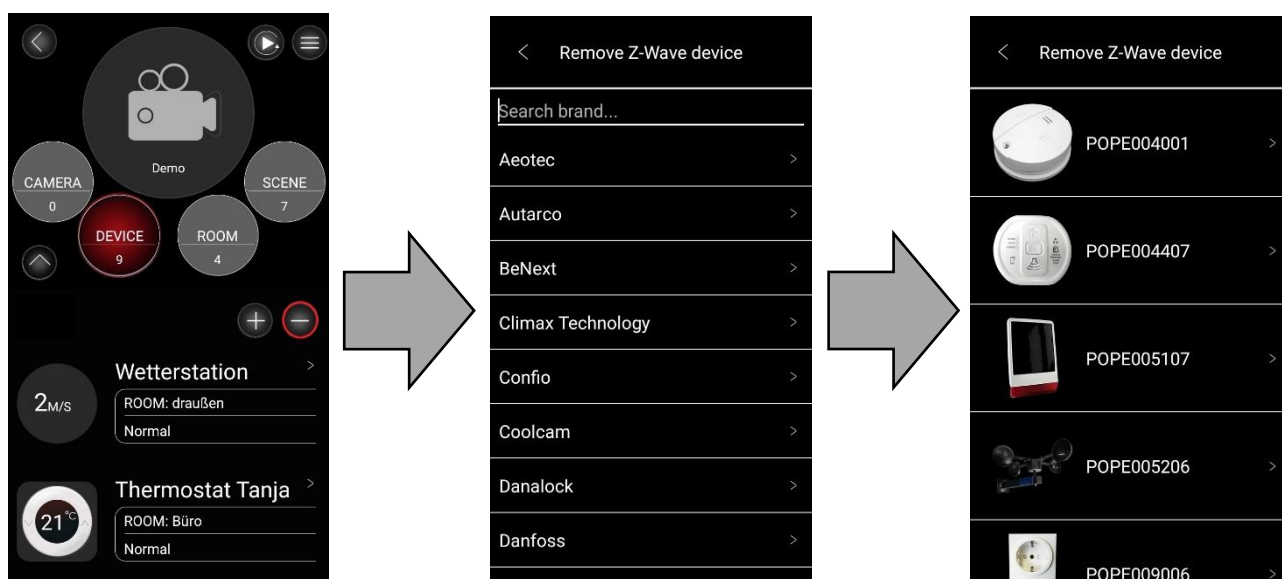 Demo
CAMERA
0
SCENE
7
DEVICE
9
ROOM
4
2M/S
Wetterstation
ROOM: draußen
Normal
21°C
Thermostat Tanja
ROOM: Büro
Normal
Remove Z-Wave device
Search brand...
Aeotec
Autarco
BeNext
Climax Technology
Confio
Coolcam
Danalock
Danfoss
Remove Z-Wave device
POPE004001
POPE004407
POPE005107
POPE005206
POPE009006